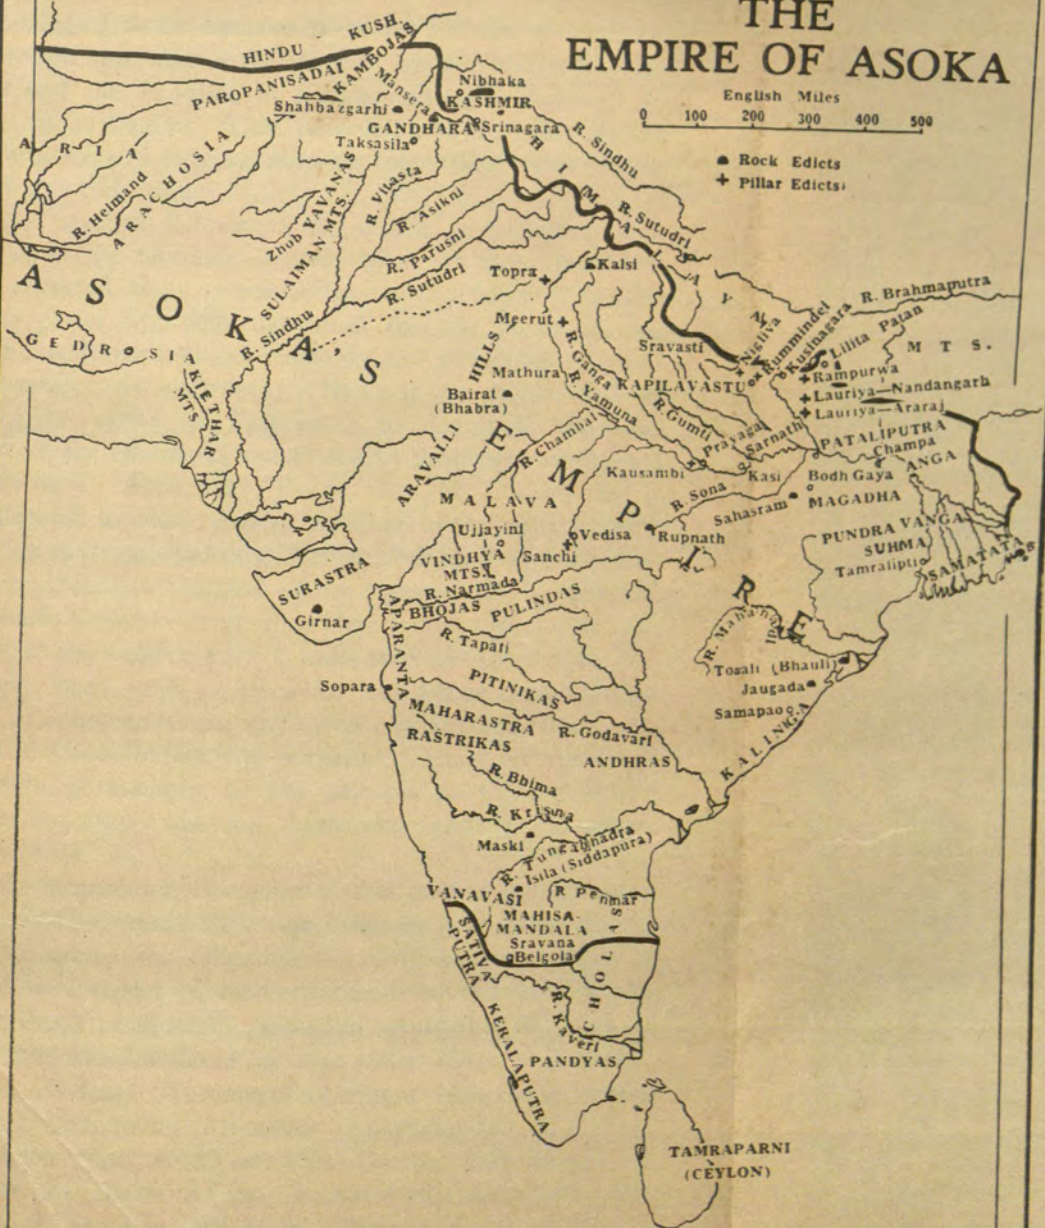 THE
EMPIRE OF ASOKA
English Miles
0 100 200 300 400 500
Rock Edicts
Pillar Edicts
HINDU KUSH.
PAROPANISADAI
KAMBOJAS
Mansera
Nibhaka
KASHMIR
Shahbazgarhi
GANDHARA
Srinagara
Taksasila
ARIA
ARACHOSIA
R. Helmand
Zhob
YAVANAS
SULAIMAN MTS.
R. Vitasta
R. Asikni
R. Parushi
R. Sutudri
R. Sindhu
HIMALAYA MTS.
R. Sindhu
R. Sutudri
ASOKA'S EMPIRE
Topra
Kalsi
GEDROSIA
KIETHAR
MTS
Meerut
HILLS
ARAVALLI
Mathura
R. Ganga
R. Yamuna
Bairat
(Bhabra)
Sravasti
KAPILAVASTU
Nigliva
Rummindei
Kusinagara
Lilita Patan
R. Brahmaputra
Rampurwa
Lauriya-Nandangarh
Lauriya-Araraj
R. Gumti
Prayaga
Sarnath
PATALIPUTRA
Champa
ANGA
R. Chambal
Kausambi
Kasi
Bodh Gaya
MALAVA
R. Sona
Sahasram
MAGADHA
Ujjayini
Vedisa
Rupnath
PUNDRA VANGA
SUHMA
Tamralipti
SAMATATA
VINDHYA
MTS.
Sanchi
SURASTRA
Girnar
R. Narmada
BHOJAS
PULINDAS
APARANTA
R. Tapati
PITINIKAS
Tosali (Bhauli)
Jaugada
Samapa
KALINGA
Sopara
MAHARASTRA
RASTRIKAS
R. Godavari
ANDHRAS
R. Bhima
R. Krisna
Maski
R. Tungabhadra
Isila (Siddapura)
VANAVASI
R. Pennar
MAHISA-
MANDALA
Sravana
Belgola
SATIVA
PUTRA
CHOLAS
R. Kaveri
KERALAPUTRA
PANDYAS
TAMRAPARNI
(CEYLON)